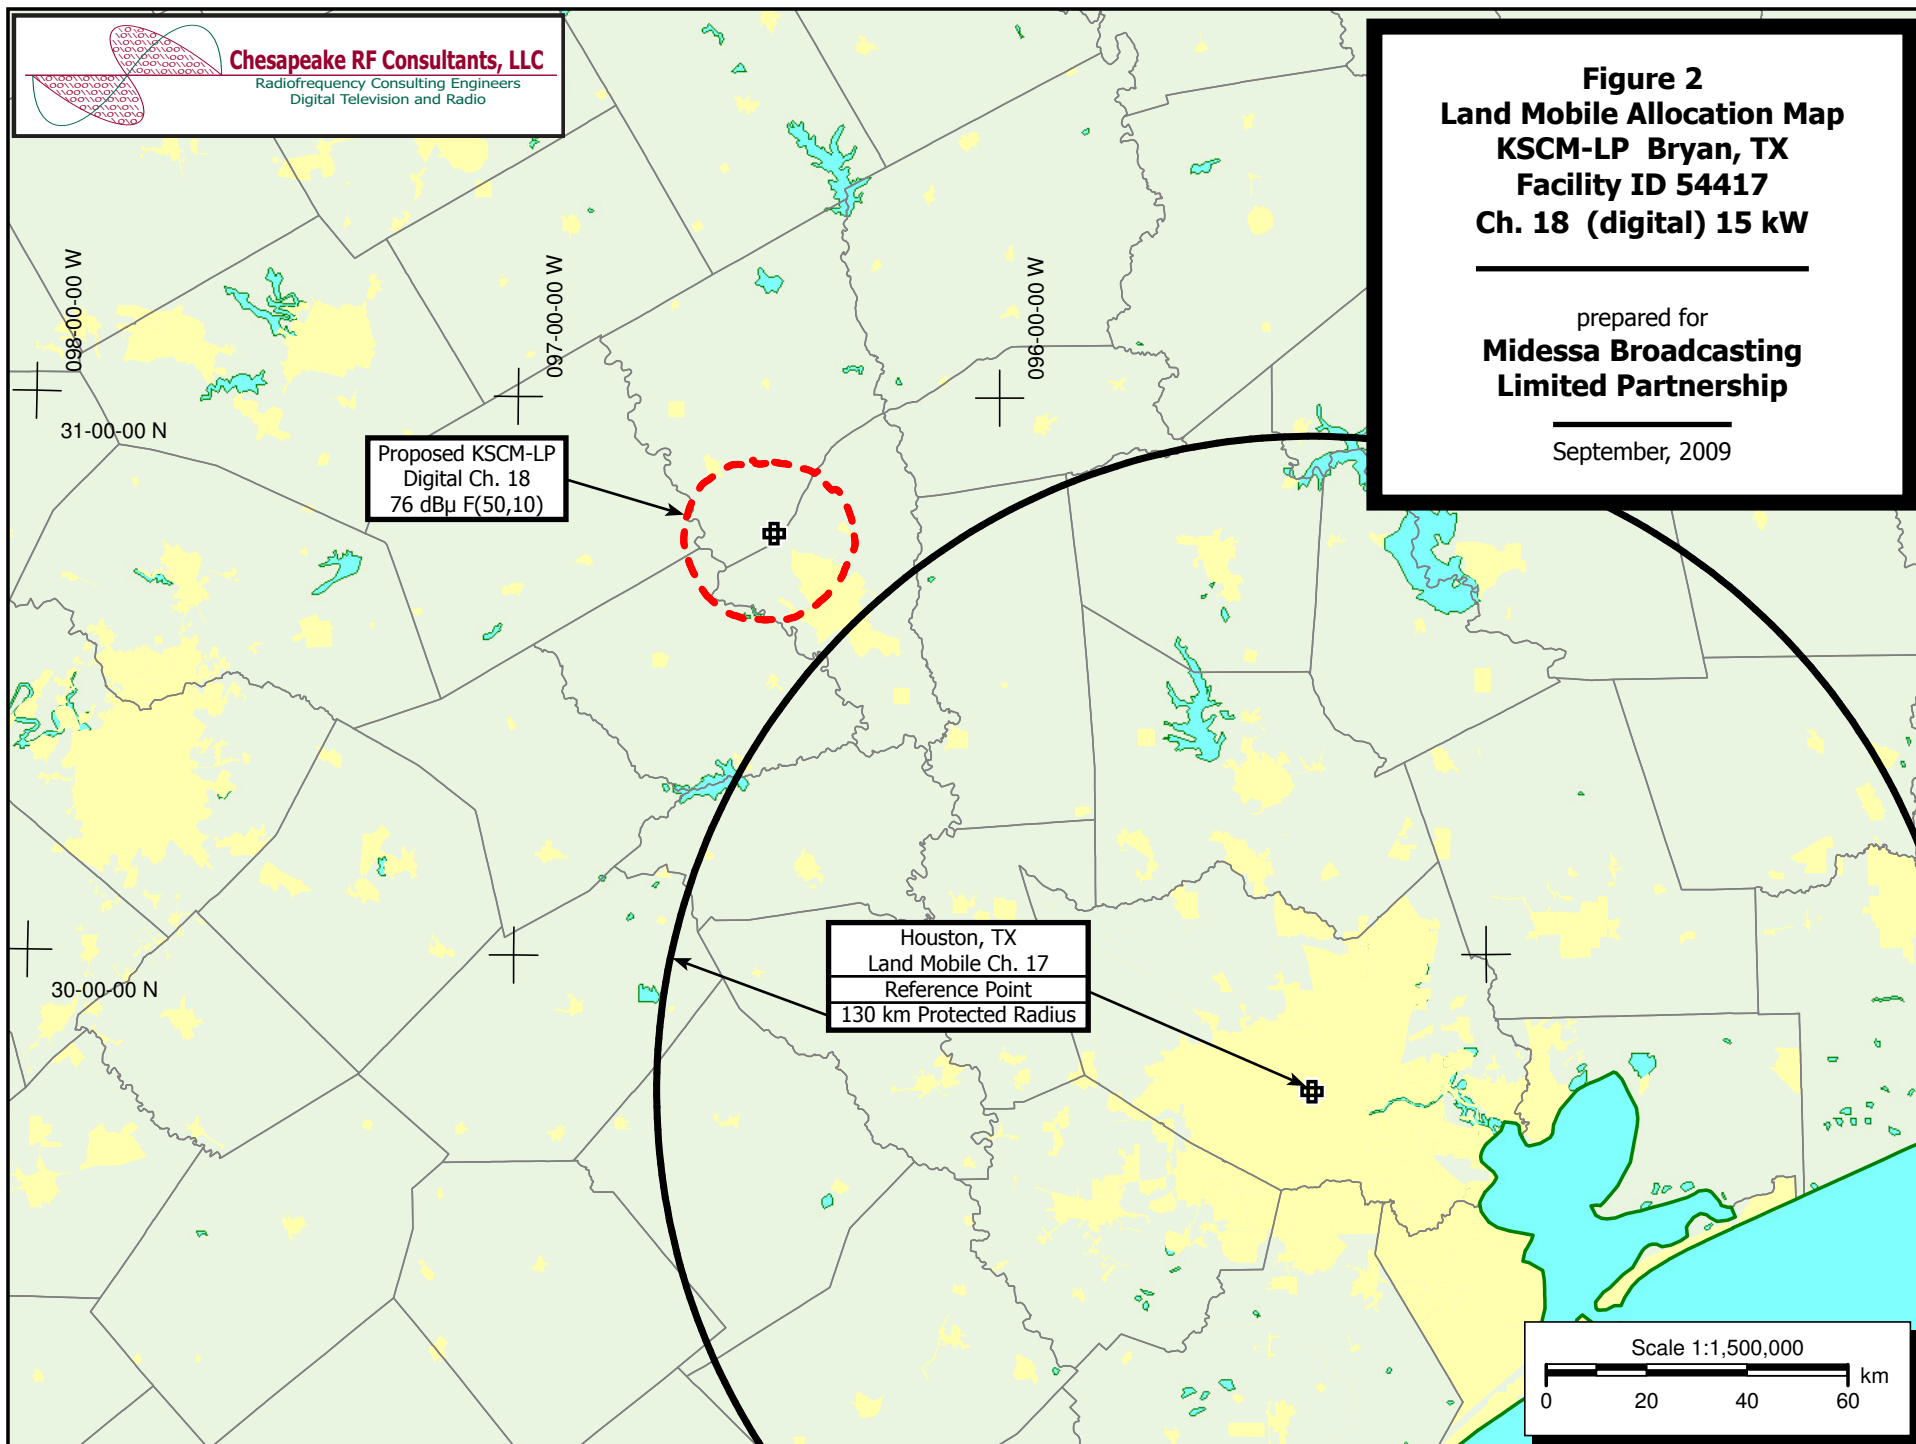 Chesapeake RF Consultants, LLC
Radiofrequency Consulting Engineers
Digital Television and Radio
Figure 2
Land Mobile Allocation Map
KSCM-LP Bryan, TX
Facility ID 54417
Ch. 18 (digital) 15 kW
prepared for
Midessa Broadcasting
Limited Partnership
September, 2009
098-00-00 W
097-00-00 W
096-00-00 W
31-00-00 N
Proposed KSCM-LP
Digital Ch. 18
76 dBµ F(50,10)
Houston, TX
Land Mobile Ch. 17
Reference Point
130 km Protected Radius
30-00-00 N
Scale 1:1,500,000
km
0 20 40 60